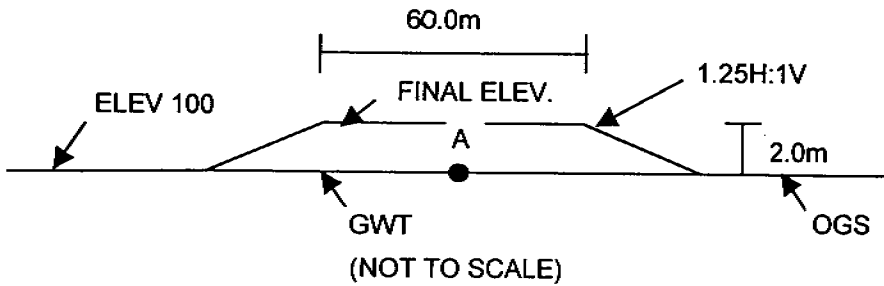 60.0m
1.25H:1V
ELEV 100
FINAL ELEV.
A
2.0m
GWT
OGS
(NOT TO SCALE)